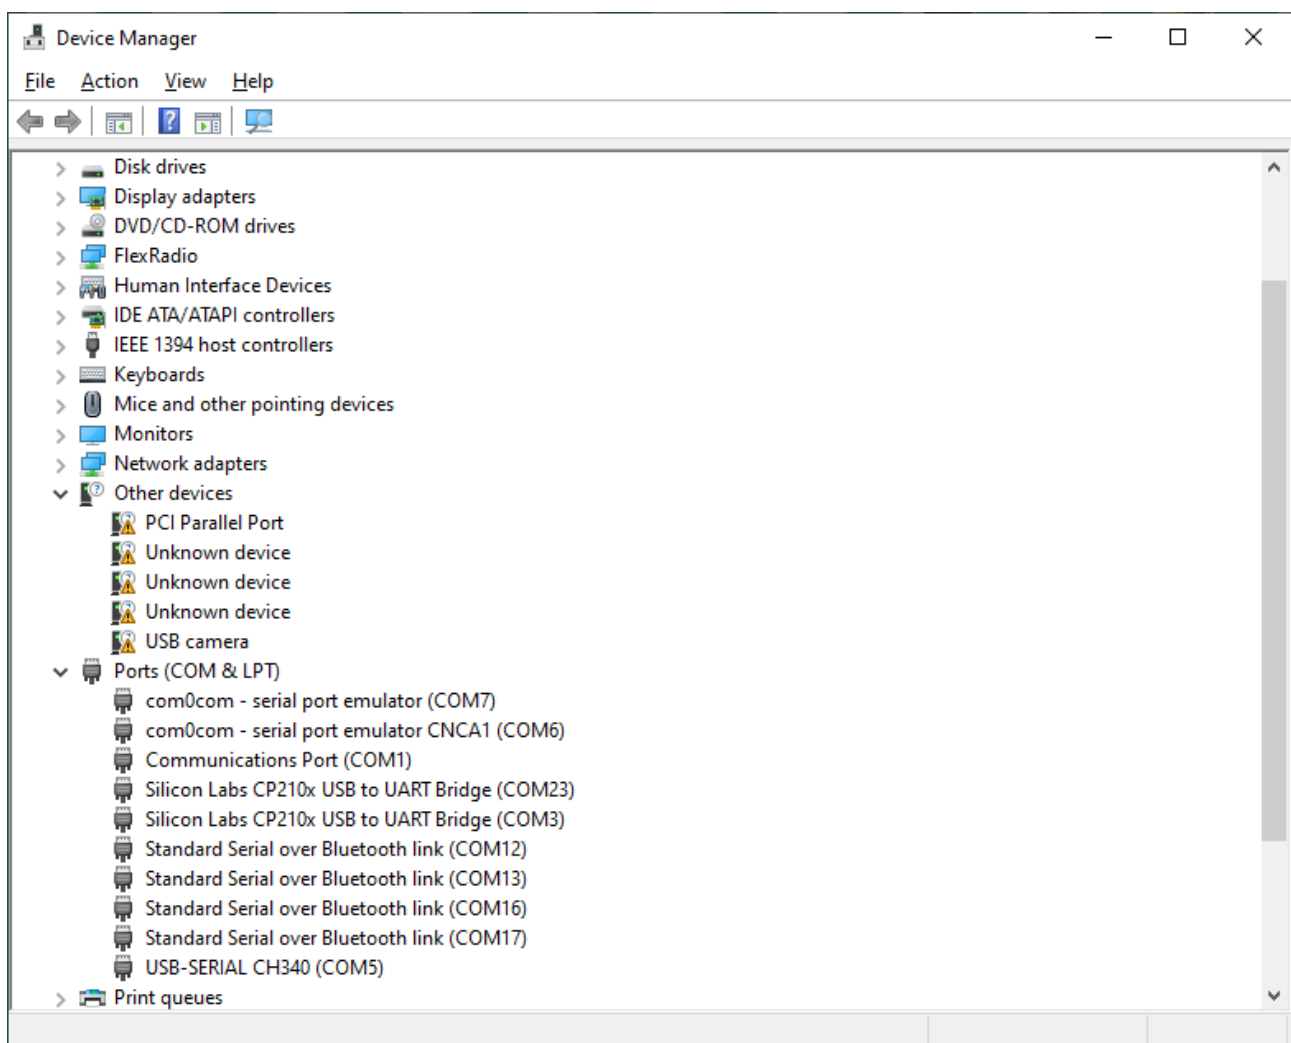 Device Manager
File Action View Help
Disk drives
Display adapters
DVD/CD-ROM drives
FlexRadio
Human Interface Devices
IDE ATA/ATAPI controllers
IEEE 1394 host controllers
Keyboards
Mice and other pointing devices
Monitors
Network adapters
Other devices
PCI Parallel Port
Unknown device
Unknown device
Unknown device
USB camera
Ports (COM & LPT)
com0com - serial port emulator (COM7)
com0com - serial port emulator CNCA1 (COM6)
Communications Port (COM1)
Silicon Labs CP210x USB to UART Bridge (COM23)
Silicon Labs CP210x USB to UART Bridge (COM3)
Standard Serial over Bluetooth link (COM12)
Standard Serial over Bluetooth link (COM13)
Standard Serial over Bluetooth link (COM16)
Standard Serial over Bluetooth link (COM17)
USB-SERIAL CH340 (COM5)
Print queues